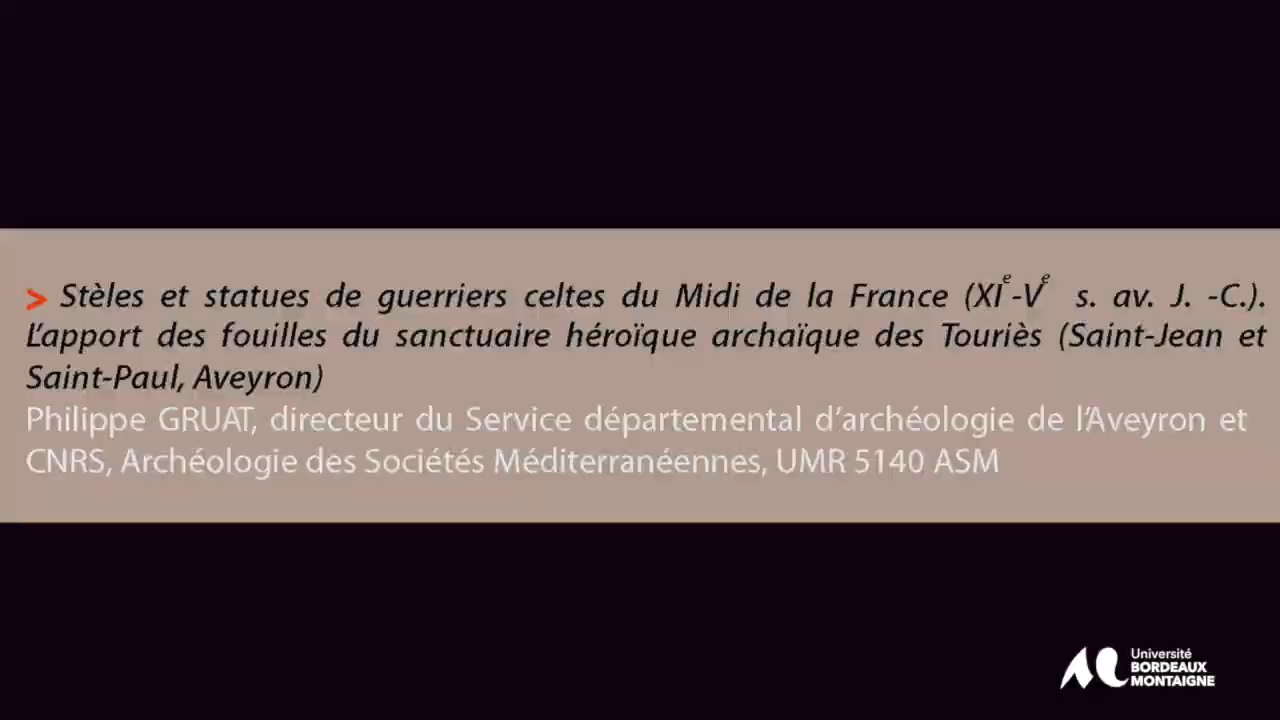 > Stèles et statues de guerriers celtes du Midi de la France (XIe-Ve s. av. J. -C.).
L'apport des fouilles du sanctuaire héroïque archaïque des Touriès (Saint-Jean et
Saint-Paul, Aveyron)
Philippe GRUAT, directeur du Service départemental d'archéologie de l'Aveyron et
CNRS, Archéologie des Sociétés Méditerranéennes, UMR 5140 ASM
Université
BORDEAUX
MONTAIGNE